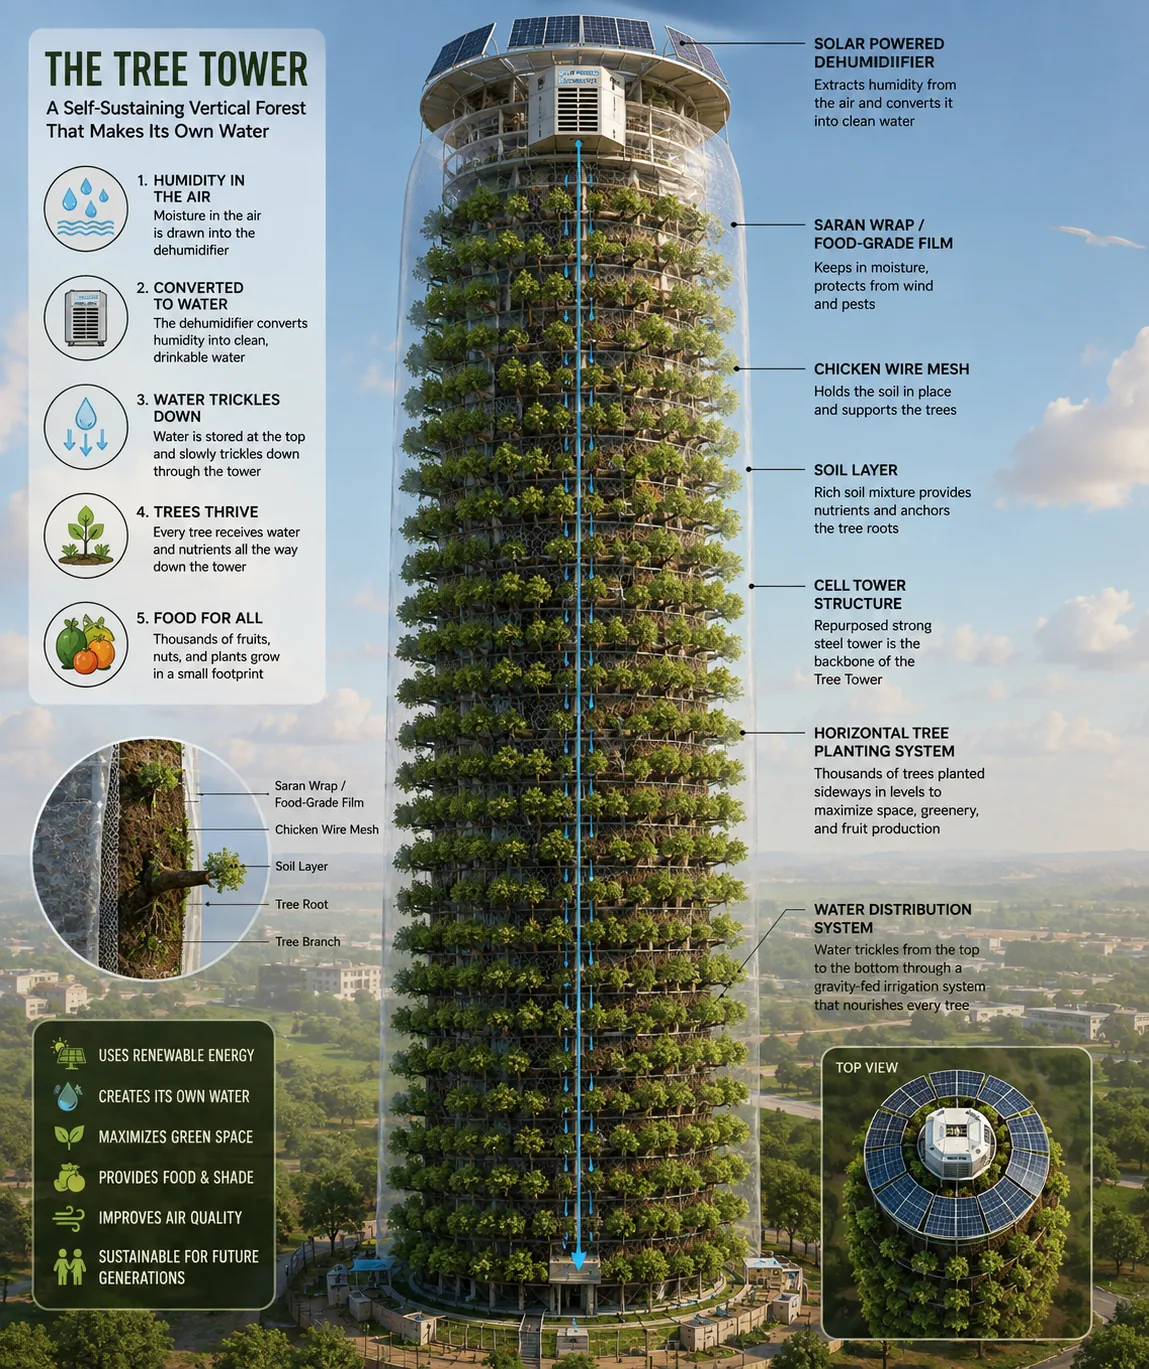 THE TREE TOWER
A Self-Sustaining Vertical Forest
That Makes Its Own Water
1. HUMIDITY IN
THE AIR
Moisture in the air
is drawn into the
dehumidifier
2. CONVERTED
TO WATER
The dehumidifier converts
humidity into clean,
drinkable water
3. WATER TRICKLES
DOWN
Water is stored at the top
and slowly trickles down
through the tower
4. TREES THRIVE
Every tree receives water
and nutrients all the way
down the tower
5. FOOD FOR ALL
Thousands of fruits,
nuts, and plants grow
in a small footprint
Saran Wrap /
Food-Grade Film
Chicken Wire Mesh
Soil Layer
Tree Root
Tree Branch
USES RENEWABLE ENERGY
CREATES ITS OWN WATER
MAXIMIZES GREEN SPACE
PROVIDES FOOD & SHADE
IMPROVES AIR QUALITY
SUSTAINABLE FOR FUTURE
GENERATIONS
SOLAR POWERED
DEHUMIDIIFIER
Extracts humidity from
the air and converts it
into clean water
SARAN WRAP /
FOOD-GRADE FILM
Keeps in moisture,
protects from wind
and pests
CHICKEN WIRE MESH
Holds the soil in place
and supports the trees
SOIL LAYER
Rich soil mixture provides
nutrients and anchors
the tree roots
CELL TOWER
STRUCTURE
Repurposed strong
steel tower is the
backbone of the
Tree Tower
HORIZONTAL TREE
PLANTING SYSTEM
Thousands of trees planted
sideways in levels to
maximize space, greenery,
and fruit production
WATER DISTRIBUTION
SYSTEM
Water trickles from the top
to the bottom through a
gravity-fed irrigation system
that nourishes every tree
TOP VIEW